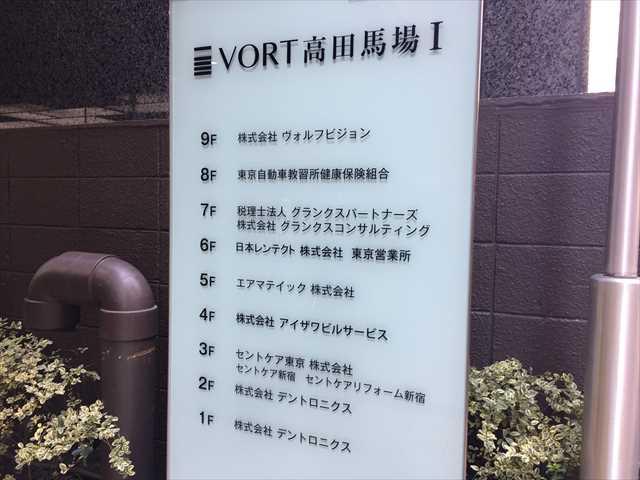 VORT高田馬場I
9F 株式会社 ヴォルフビジョン
8F 東京自動車教習所健康保険組合
7F 税理士法人 グランクスパートナーズ
株式会社 グランクスコンサルティング
6F 日本レンテクト 株式会社 東京営業所
5F エアマテイック 株式会社
4F 株式会社 アイザワビルサービス
3F セントケア東京 株式会社
セントケア新宿 セントケアリフォーム新宿
2F 株式会社 デントロニクス
1F 株式会社 デントロニクス